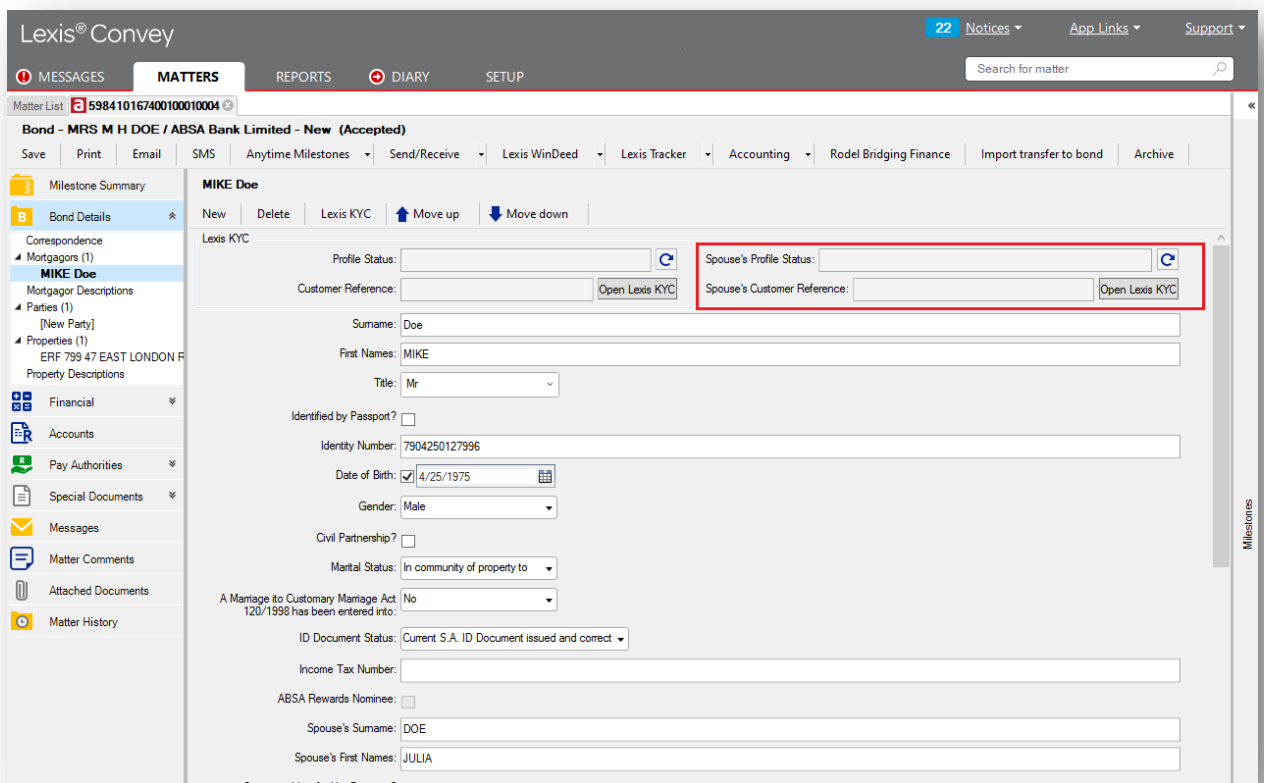 Lexis® Convey
22 Notices App Links Support
MESSAGES MATTERS REPORTS DIARY SETUP
Search for matter
Matter List a 598410167400100010004
Bond - MRS M H DOE / ABSA Bank Limited - New (Accepted)
Save Print Email SMS Anytime Milestones Send/Receive Lexis WinDeed Lexis Tracker Accounting Rodel Bridging Finance Import transfer to bond Archive
Milestone Summary
B Bond Details
Correspondence
Mortgagors (1)
MIKE Doe
Mortgagor Descriptions
Parties (1)
[New Party]
Properties (1)
ERF 799 47 EAST LONDON R
Property Descriptions
Financial
R Accounts
R Pay Authorities
Special Documents
Messages
Matter Comments
Attached Documents
Matter History
MIKE Doe
New Delete Lexis KYC Move up Move down
Lexis KYC
Profile Status: Spouse's Profile Status:
Customer Reference: Open Lexis KYC Spouse's Customer Reference: Open Lexis KYC
Surname: Doe
First Names: MIKE
Title: Mr
Identified by Passport?
Identity Number: 7904250127996
Date of Birth: 4/25/1975
Gender: Male
Civil Partnership?
Marital Status: In community of property to
A Marriage ito Customary Marriage Act No
120/1998 has been entered into:
ID Document Status: Current S.A. ID Document issued and correct
Income Tax Number:
ABSA Rewards Nominee:
Spouse's Surname: DOE
Spouse's First Names: JULIA
Milestones